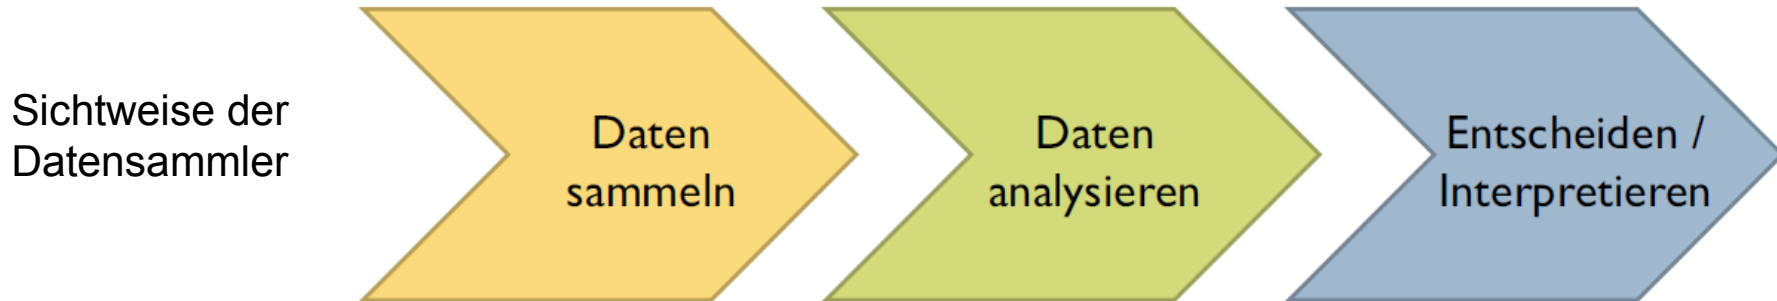 Sichtweise der
Datensammler
Daten
sammeln
Daten
analysieren
Entscheiden /
Interpretieren